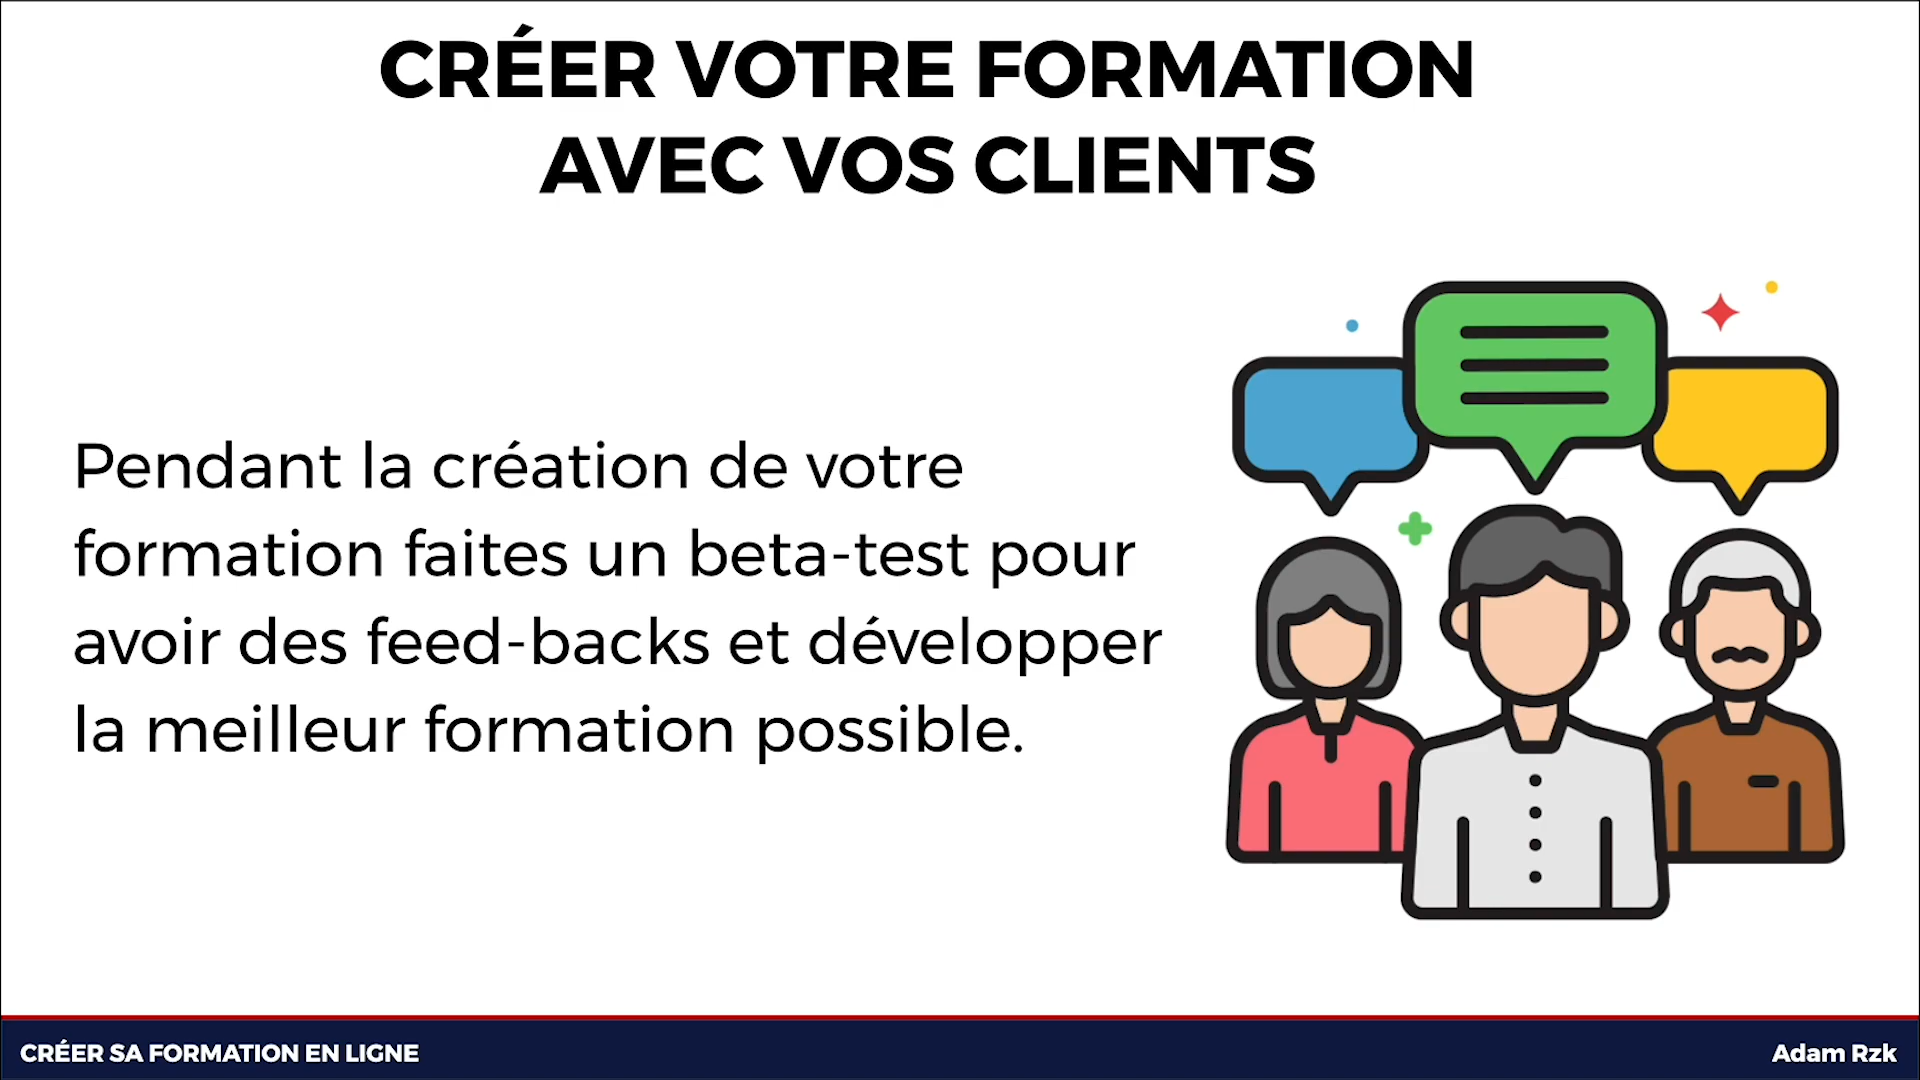 CRÉER VOTRE FORMATION
AVEC VOS CLIENTS
Pendant la création de votre
formation faites un beta-test pour
avoir des feed-backs et développer
la meilleur formation possible.
CRÉER SA FORMATION EN LIGNE
Adam Rzk